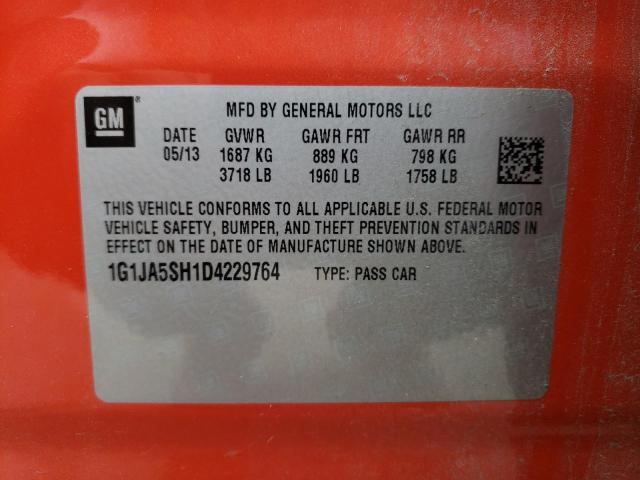 GM
MFD BY GENERAL MOTORS LLC
DATE GVWR GAWR FRT GAWR RR
05/13 1687 KG 889 KG 798 KG
3718 LB 1960 LB 1758 LB
THIS VEHICLE CONFORMS TO ALL APPLICABLE U.S. FEDERAL MOTOR
VEHICLE SAFETY, BUMPER, AND THEFT PREVENTION STANDARDS IN
EFFECT ON THE DATE OF MANUFACTURE SHOWN ABOVE.
1G1JA5SH1D4229764 TYPE: PASS CAR